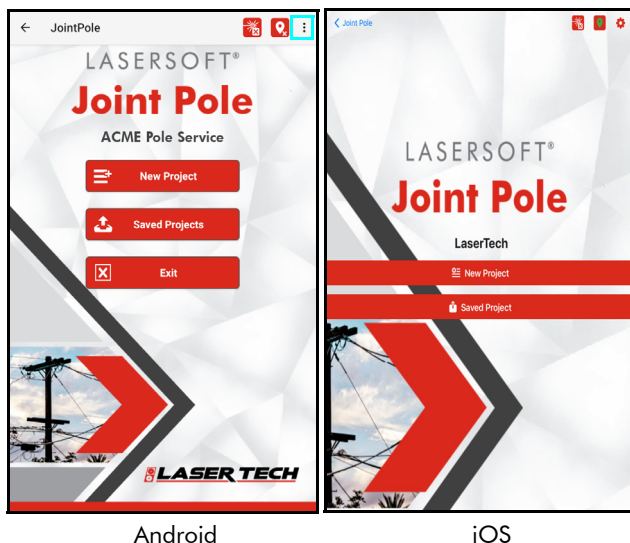 JointPole
LASERSOFT®
Joint Pole
ACME Pole Service
New Project
Saved Projects
Exit
LASER TECH
Android
Joint Pole
LASERSOFT®
Joint Pole
LaserTech
New Project
Saved Project
iOS